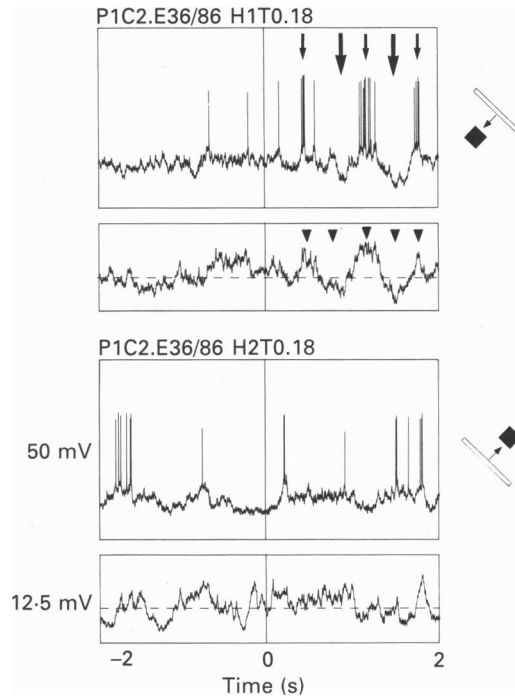 P1C2.E36/86 H1T0.18
P1C2.E36/86 H2T0.18
50 mV
12·5 mV
−2 0 2
Time (s)